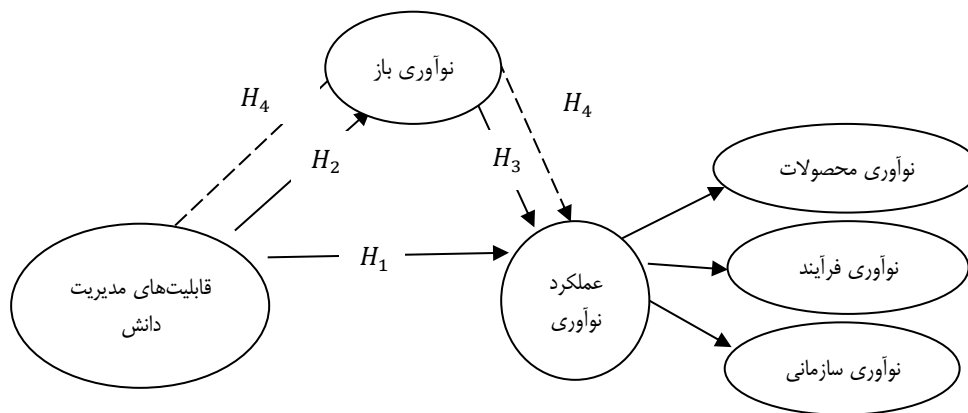 نوآوری باز
H₄
H₄
H₂
H₃
نوآوری محصولات
H₁
قابلیت‌های مدیریت
دانش
عملکرد
نوآوری
نوآوری فرآیند
نوآوری سازمانی